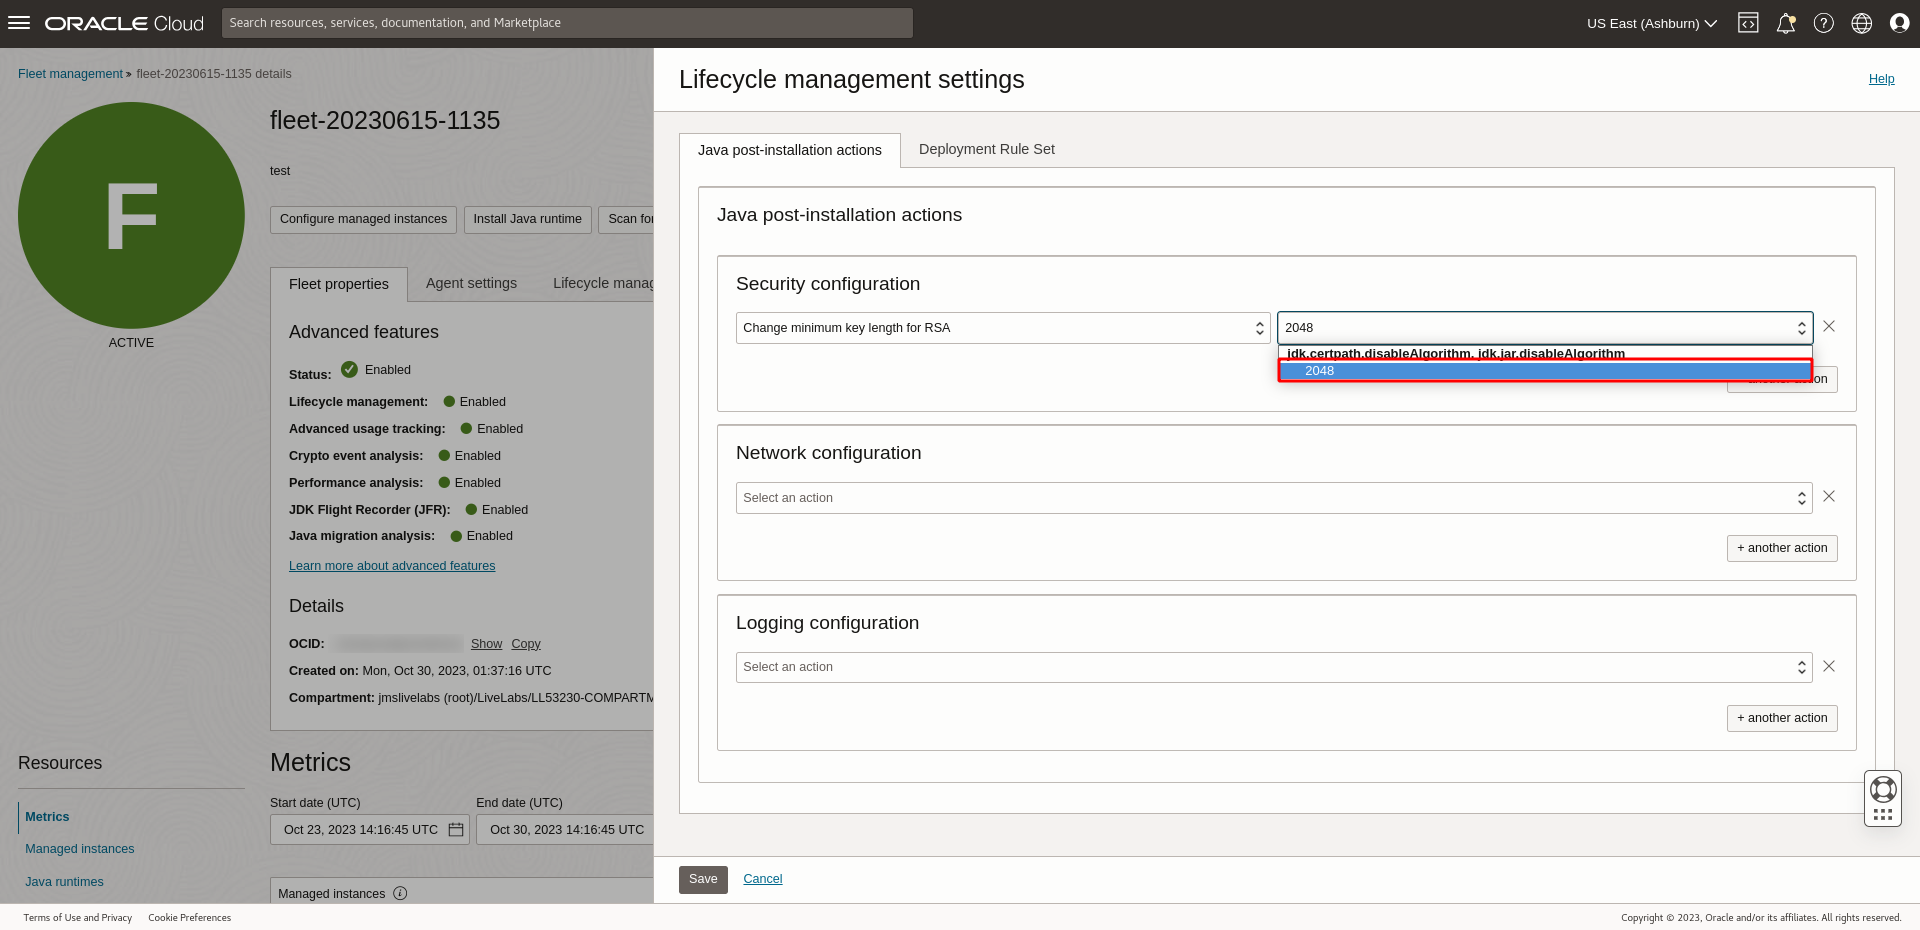 ORACLE Cloud
Search resources, services, documentation, and Marketplace
US East (Ashburn)
Fleet management » fleet-20230615-1135 details
F
ACTIVE
fleet-20230615-1135
test
Configure managed instances
Install Java runtime
Scan for
Fleet properties
Agent settings
Lifecycle manag
Advanced features
Status: Enabled
Lifecycle management: Enabled
Advanced usage tracking: Enabled
Crypto event analysis: Enabled
Performance analysis: Enabled
JDK Flight Recorder (JFR): Enabled
Java migration analysis: Enabled
Learn more about advanced features
Details
OCID: Show Copy
Created on: Mon, Oct 30, 2023, 01:37:16 UTC
Compartment: jmslivelabs (root)/LiveLabs/LL53230-COMPARTM
Resources
Metrics
Managed instances
Java runtimes
Metrics
Start date (UTC)
End date (UTC)
Oct 23, 2023 14:16:45 UTC
Oct 30, 2023 14:16:45 UTC
Managed instances
Lifecycle management settings
Help
Java post-installation actions
Deployment Rule Set
Java post-installation actions
Security configuration
Change minimum key length for RSA
2048
jdk.certpath.disableAlgorithm, jdk.jar.disableAlgorithm
2048
another action
Network configuration
Select an action
+ another action
Logging configuration
Select an action
+ another action
Save
Cancel
Terms of Use and Privacy
Cookie Preferences
Copyright © 2023, Oracle and/or its affiliates. All rights reserved.